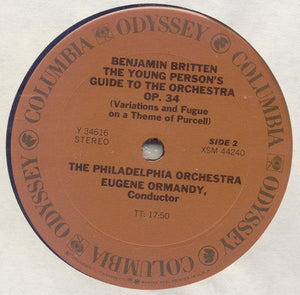 COLUMBIA ODYSSEY COLUMBIA ODYSSEY COLUMBIA ODYSSEY COLUMBIA ODYSSEY
BENJAMIN BRITTEN
THE YOUNG PERSON'S
GUIDE TO THE ORCHESTRA
OP. 34
(Variations and Fugue
on a Theme of Purcell)
Y 34616
STEREO
SIDE 2
XSM 44240
THE PHILADELPHIA ORCHESTRA
EUGENE ORMANDY,
Conductor
TT: 17:50